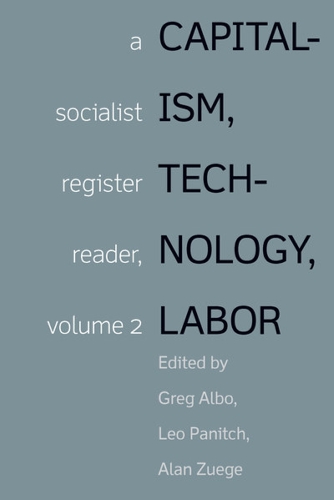 a CAPITAL-
socialist ISM,
register TECH-
reader, NOLOGY,
volume 2 LABOR
Edited by
Greg Albo,
Leo Panitch,
Alan Zuege